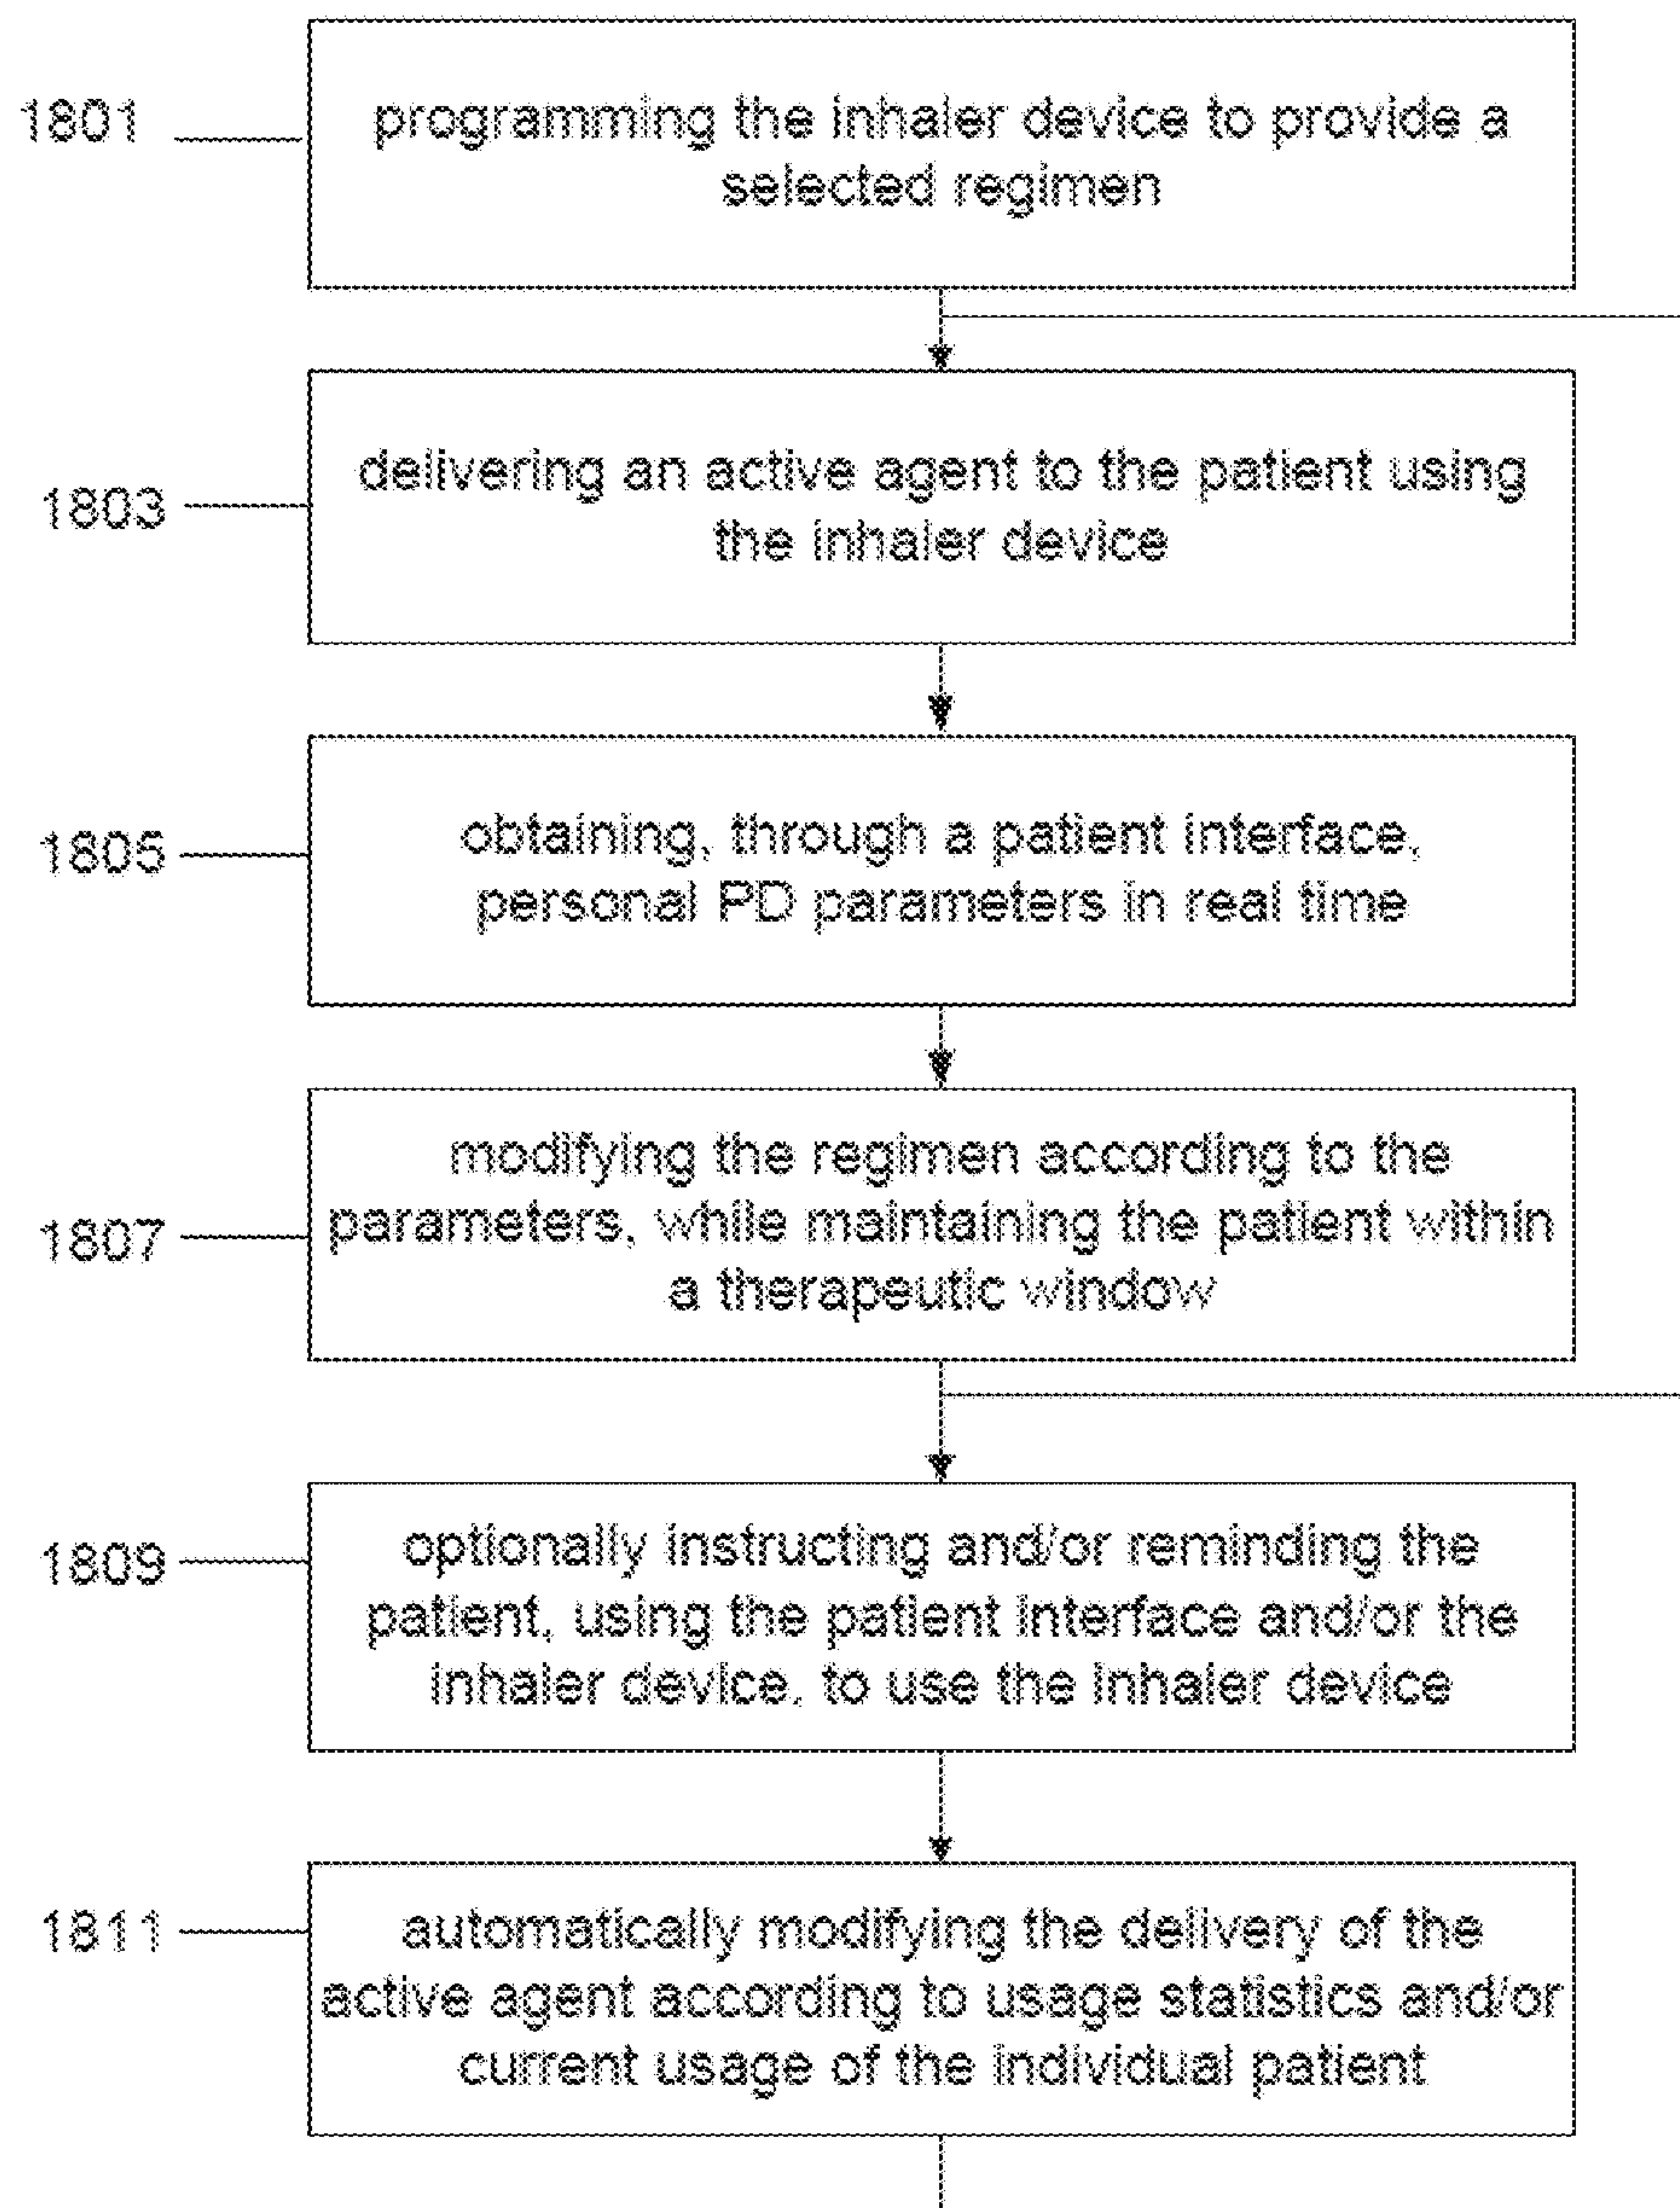 1801
programming the inhaler device to provide a
selected regimen
1803
delivering an active agent to the patient using
the inhaler device
1805
obtaining, through a patient interface,
personal PD parameters in real time
1807
modifying the regimen according to the
parameters, while maintaining the patient within
a therapeutic window
1809
optionally instructing and/or reminding the
patient, using the patient interface and/or the
inhaler device, to use the inhaler device
1811
automatically modifying the delivery of the
active agent according to usage statistics and/or
current usage of the individual patient